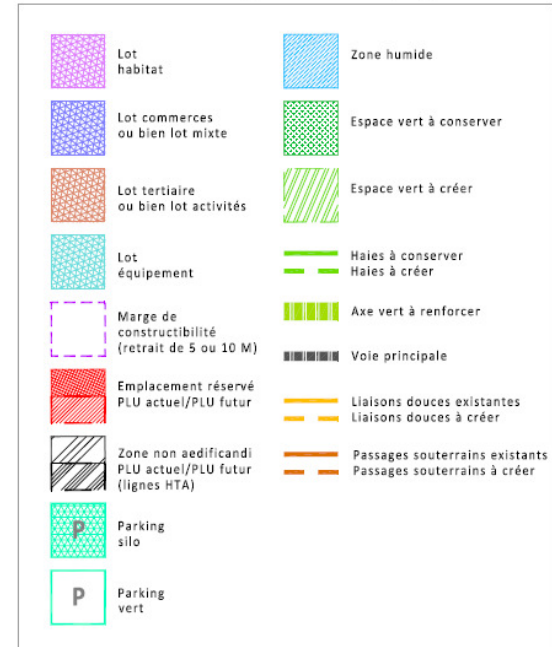 Lot
habitat
Lot commerces
ou bien lot mixte
Lot tertiaire
ou bien lot activités
Lot
équipement
Marge de
constructibilité
(retrait de 5 ou 10 M)
Emplacement réservé
PLU actuel/PLU futur
Zone non aedificandi
PLU actuel/PLU futur
(lignes HTA)
P
Parking
silo
P
Parking
vert
Zone humide
Espace vert à conserver
Espace vert à créer
Haies à conserver
Haies à créer
Axe vert à renforcer
Voie principale
Liaisons douces existantes
Liaisons douces à créer
Passages souterrains existants
Passages souterrains à créer